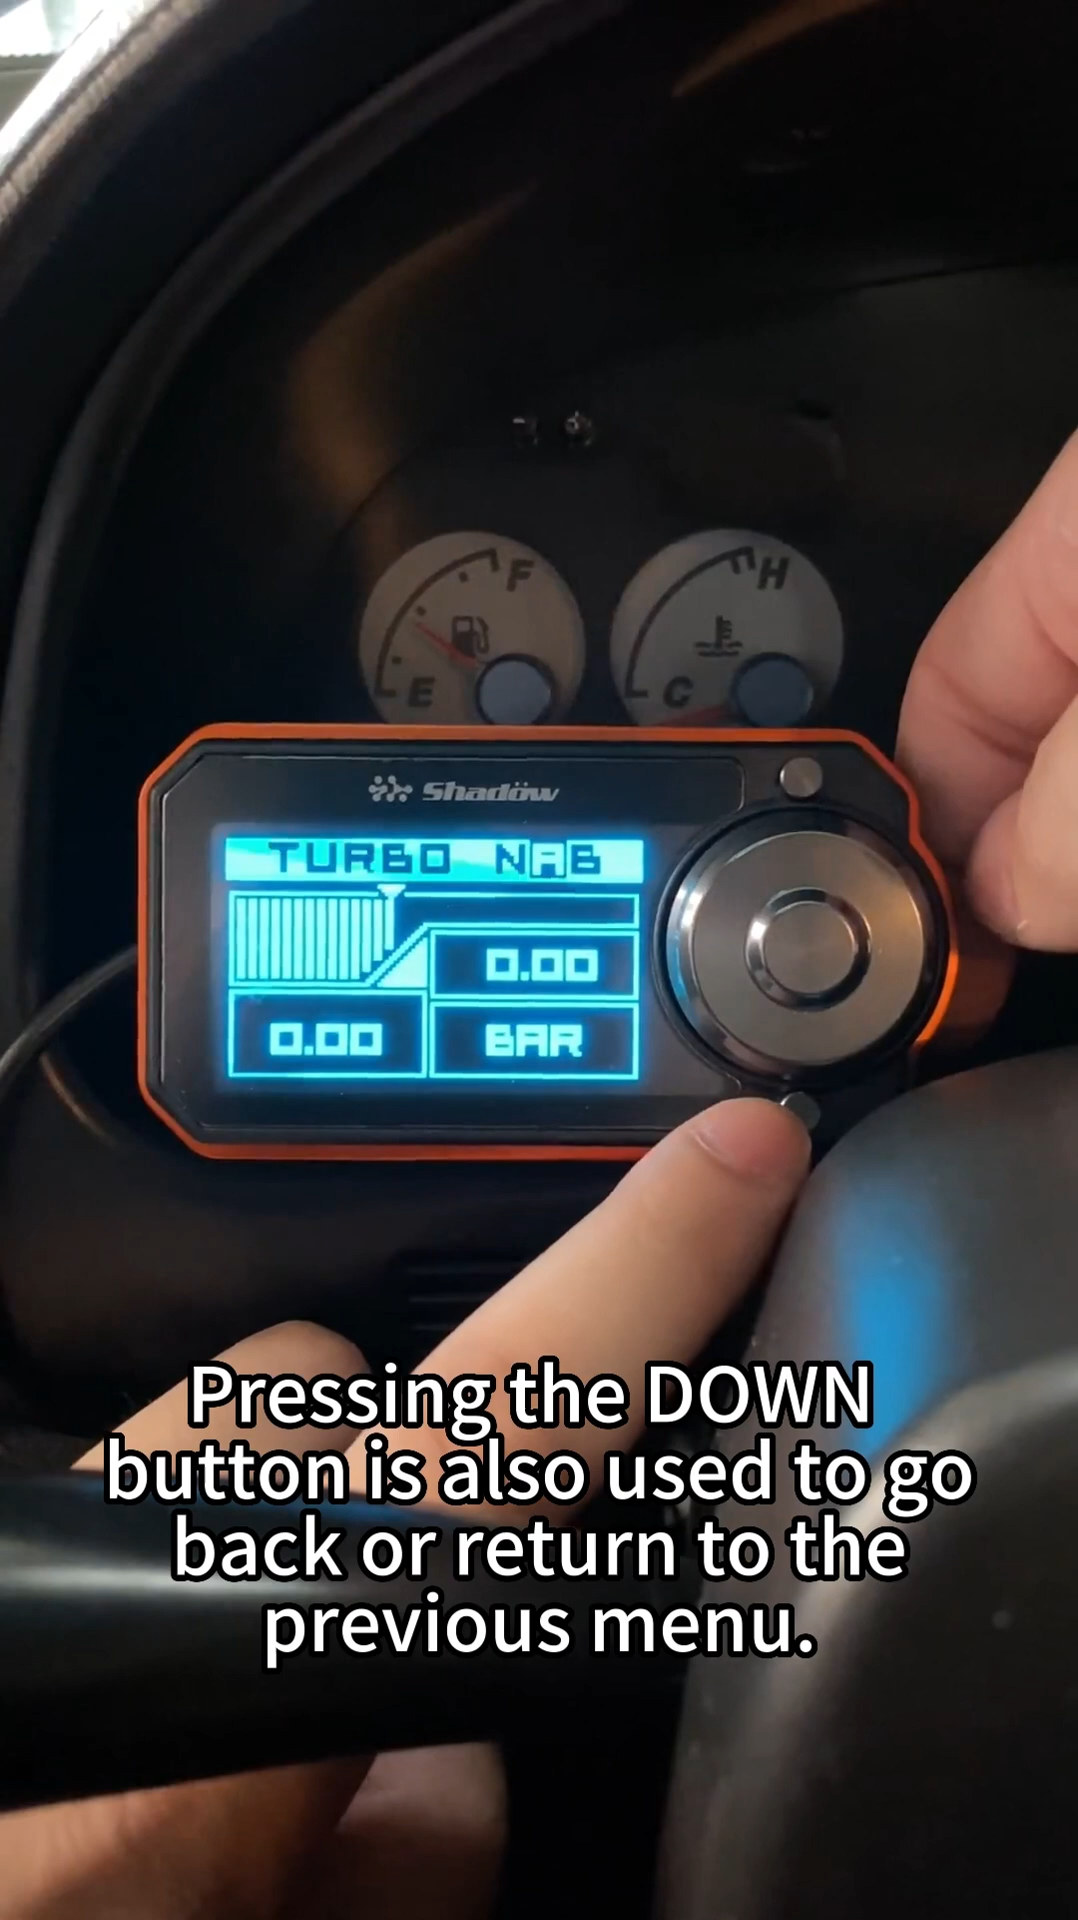 F
E
H
C
Shadöw
TURBO NAB
0.00
0.00 BAR
Pressing the DOWN
button is also used to go
back or return to the
previous menu.